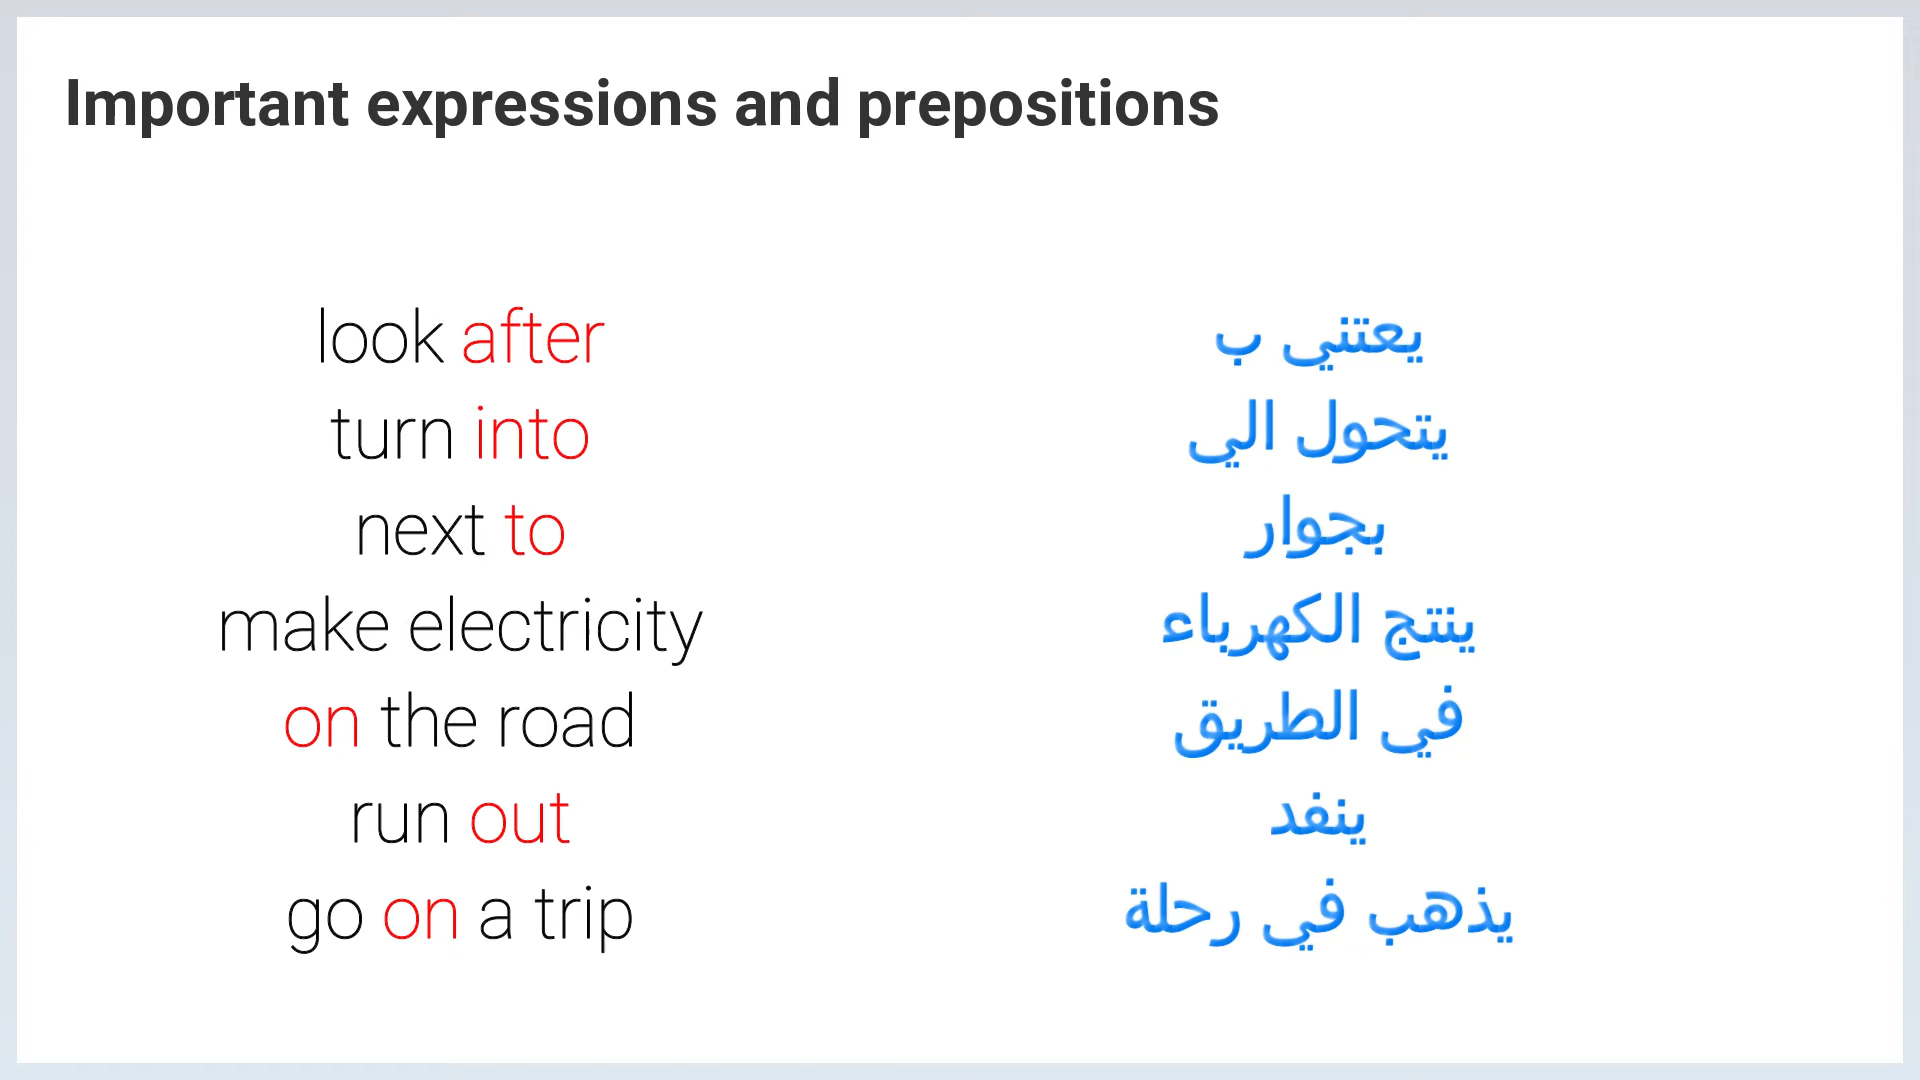 Important expressions and prepositions
look after
يعتني ب
turn into
يتحول الي
next to
بجوار
make electricity
ينتج الكهرباء
on the road
في الطريق
run out
ينفد
go on a trip
يذهب في رحلة